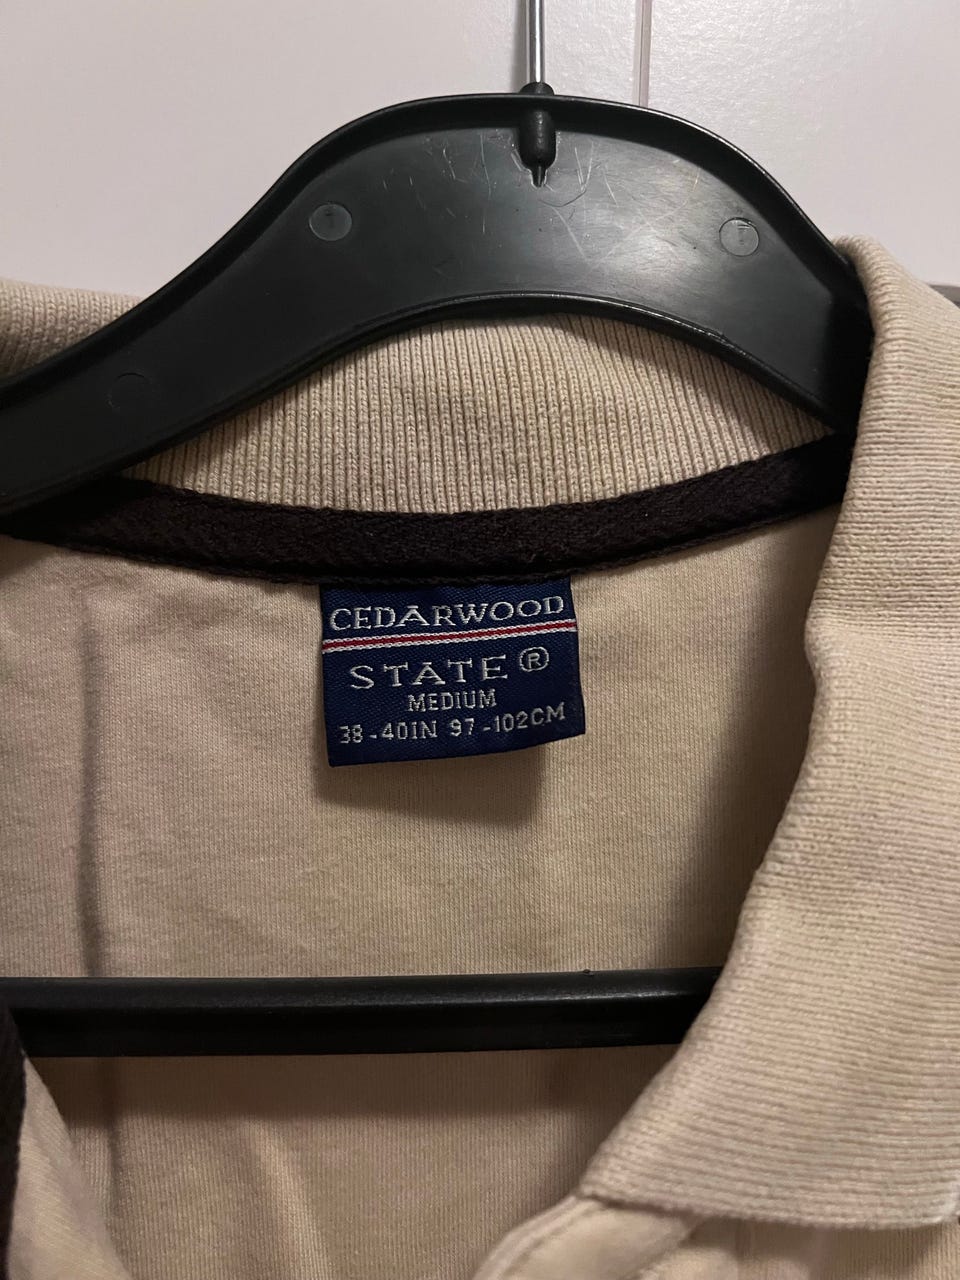 CEDARWOOD
STATE®
MEDIUM
38-40IN 97-102CM